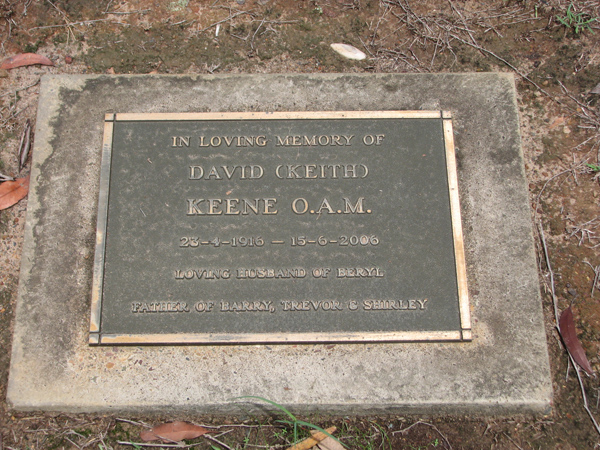 IN LOVING MEMORY OF
DAVID (KEITH)
KEENE O.A.M.
23-4-1916 — 15-6-2006
LOVING HUSBAND OF BERYL
FATHER OF BARRY, TREVOR & SHIRLEY